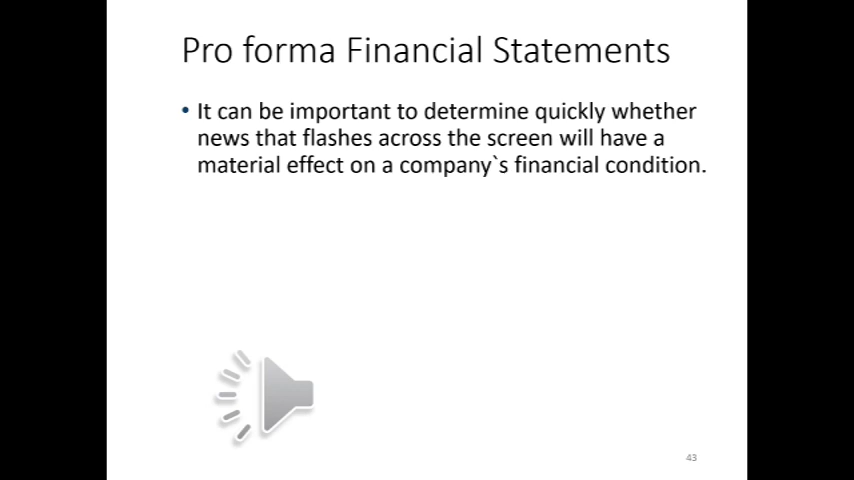 Pro forma Financial Statements
• It can be important to determine quickly whether
news that flashes across the screen will have a
material effect on a company`s financial condition.
43